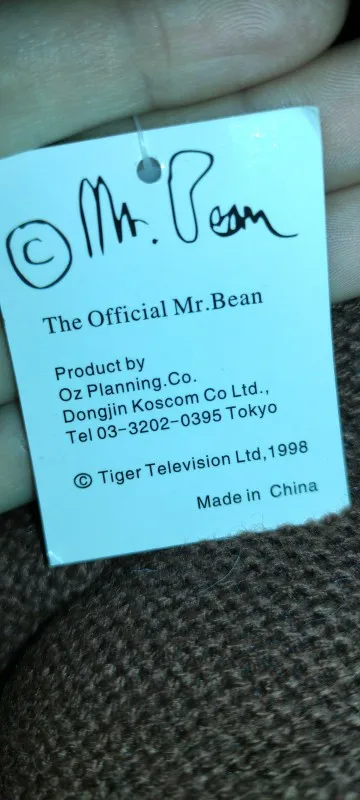 © Mr. Bean
The Official Mr.Bean
Product by
Oz Planning.Co.
Dongjin Koscom Co Ltd.,
Tel 03-3202-0395 Tokyo
© Tiger Television Ltd,1998
Made in China